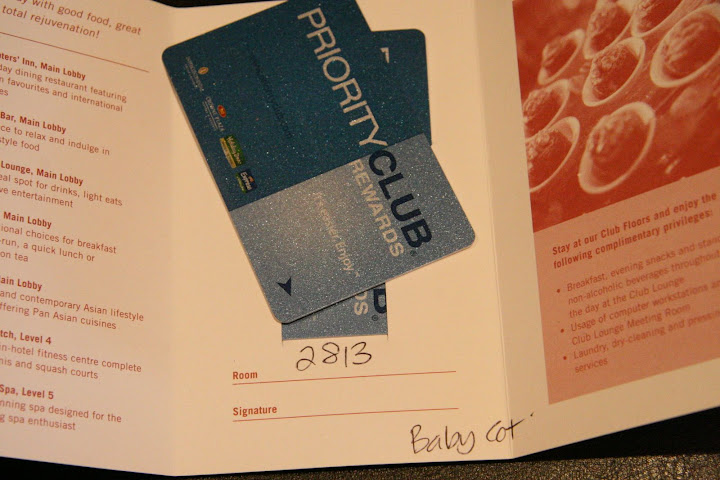 y with good food, great
total rejuvenation!
ters' Inn, Main Lobby
day dining restaurant featuring
n favourites and international
es
Bar, Main Lobby
ce to relax and indulge in
style food
Lounge, Main Lobby
eal spot for drinks, light eats
ve entertainment
Main Lobby
ional choices for breakfast
-run, a quick lunch or
on tea
ain Lobby
and contemporary Asian lifestyle
ffering Pan Asian cuisines
tch, Level 4
in-hotel fitness centre complete
nis and squash courts
Spa, Level 5
nning spa designed for the
g spa enthusiast
PRIORITY
CLUB®
REWARDS
Room 2813
Signature
Baby Cot
Stay at our Club Floors and enjoy the
following complimentary privileges:
• Breakfast, evening snacks and stand
non-alcoholic beverages throughout
the day at the Club Lounge
• Usage of computer workstations a
Club Lounge Meeting Room
• Laundry, dry-cleaning and pressi
services